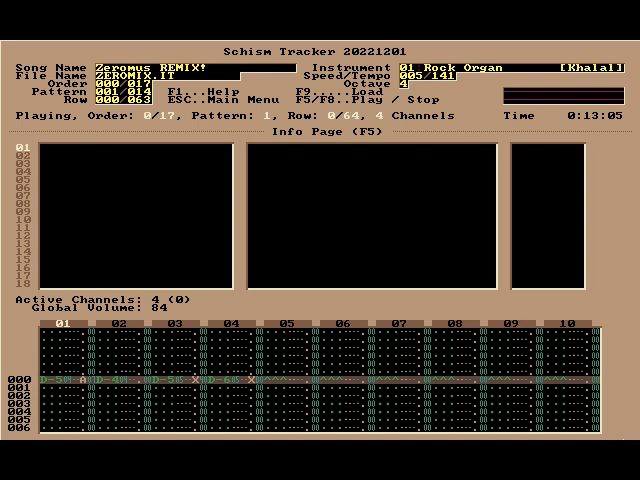 Schism Tracker 20221201
Song Name Zeromus REMIX! Instrument 01 Rock Organ [Khalal]
File Name ZEROMIX.IT Speed/Tempo 005/141
Order 000/017 Octave 4
Pattern 001/014 F1...Help F9.....Load
Row 000/063 ESC..Main Menu F5/F8..Play / Stop
Playing, Order: 0/17, Pattern: 1, Row: 0/64, 4 Channels Time 0:13:05
Info Page (F5)
01
02
03
04
05
06
07
08
09
10
11
12
13
14
15
16
17
18
Active Channels: 4 (0)
Global Volume: 84
01 02 03 04 05 06 07 08 09 10
000
001
002
003
004
005
006